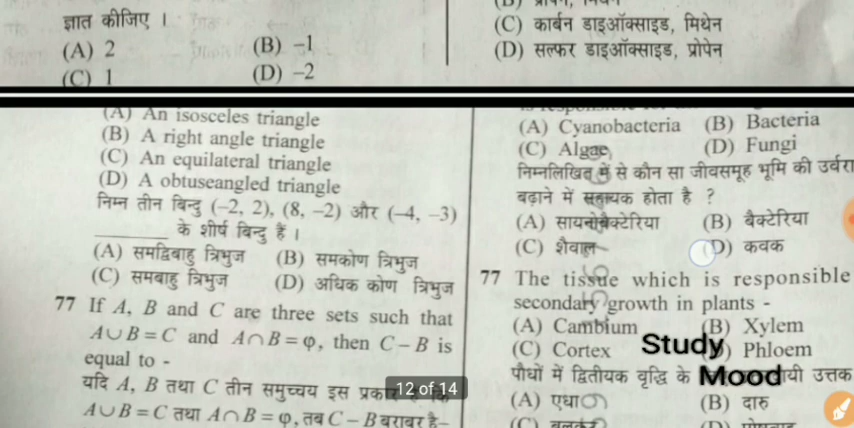 ज्ञात कीजिए ।
(A) 2 (B) –1
(C) 1 (D) –2
(C) कार्बन डाइऑक्साइड, मिथेन
(D) सल्फर डाइऑक्साइड, प्रोपेन
(A) An isosceles triangle
(B) A right angle triangle
(C) An equilateral triangle
(D) A obtuseangled triangle
निम्न तीन बिन्दु (–2, 2), (8, –2) और (–4, –3)
________ के शीर्ष बिन्दु हैं ।
(A) समद्विबाहु त्रिभुज (B) समकोण त्रिभुज
(C) समबाहु त्रिभुज (D) अधिक कोण त्रिभुज
77 If A, B and C are three sets such that
A∪B=C and A∩B=φ, then C–B is
equal to -
यदि A, B तथा C तीन समुच्चय इस प्रकार
A∪B=C तथा A∩B=φ, तब C–B बराबर है–
(A) Cyanobacteria (B) Bacteria
(C) Algae (D) Fungi
निम्नलिखित में से कौन सा जीवसमूह भूमि की उर्वरा
बढ़ाने में सहायक होता है ?
(A) सायनोबैक्टेरिया (B) बैक्टेरिया
(C) शैवाल (D) कवक
77 The tissue which is responsible
secondary growth in plants -
(A) Cambium (B) Xylem
(C) Cortex (D) Phloem
पौधों में द्वितीयक वृद्धि के उत्तक
(A) एधा (B) दारु
12 of 14
Study
Mood